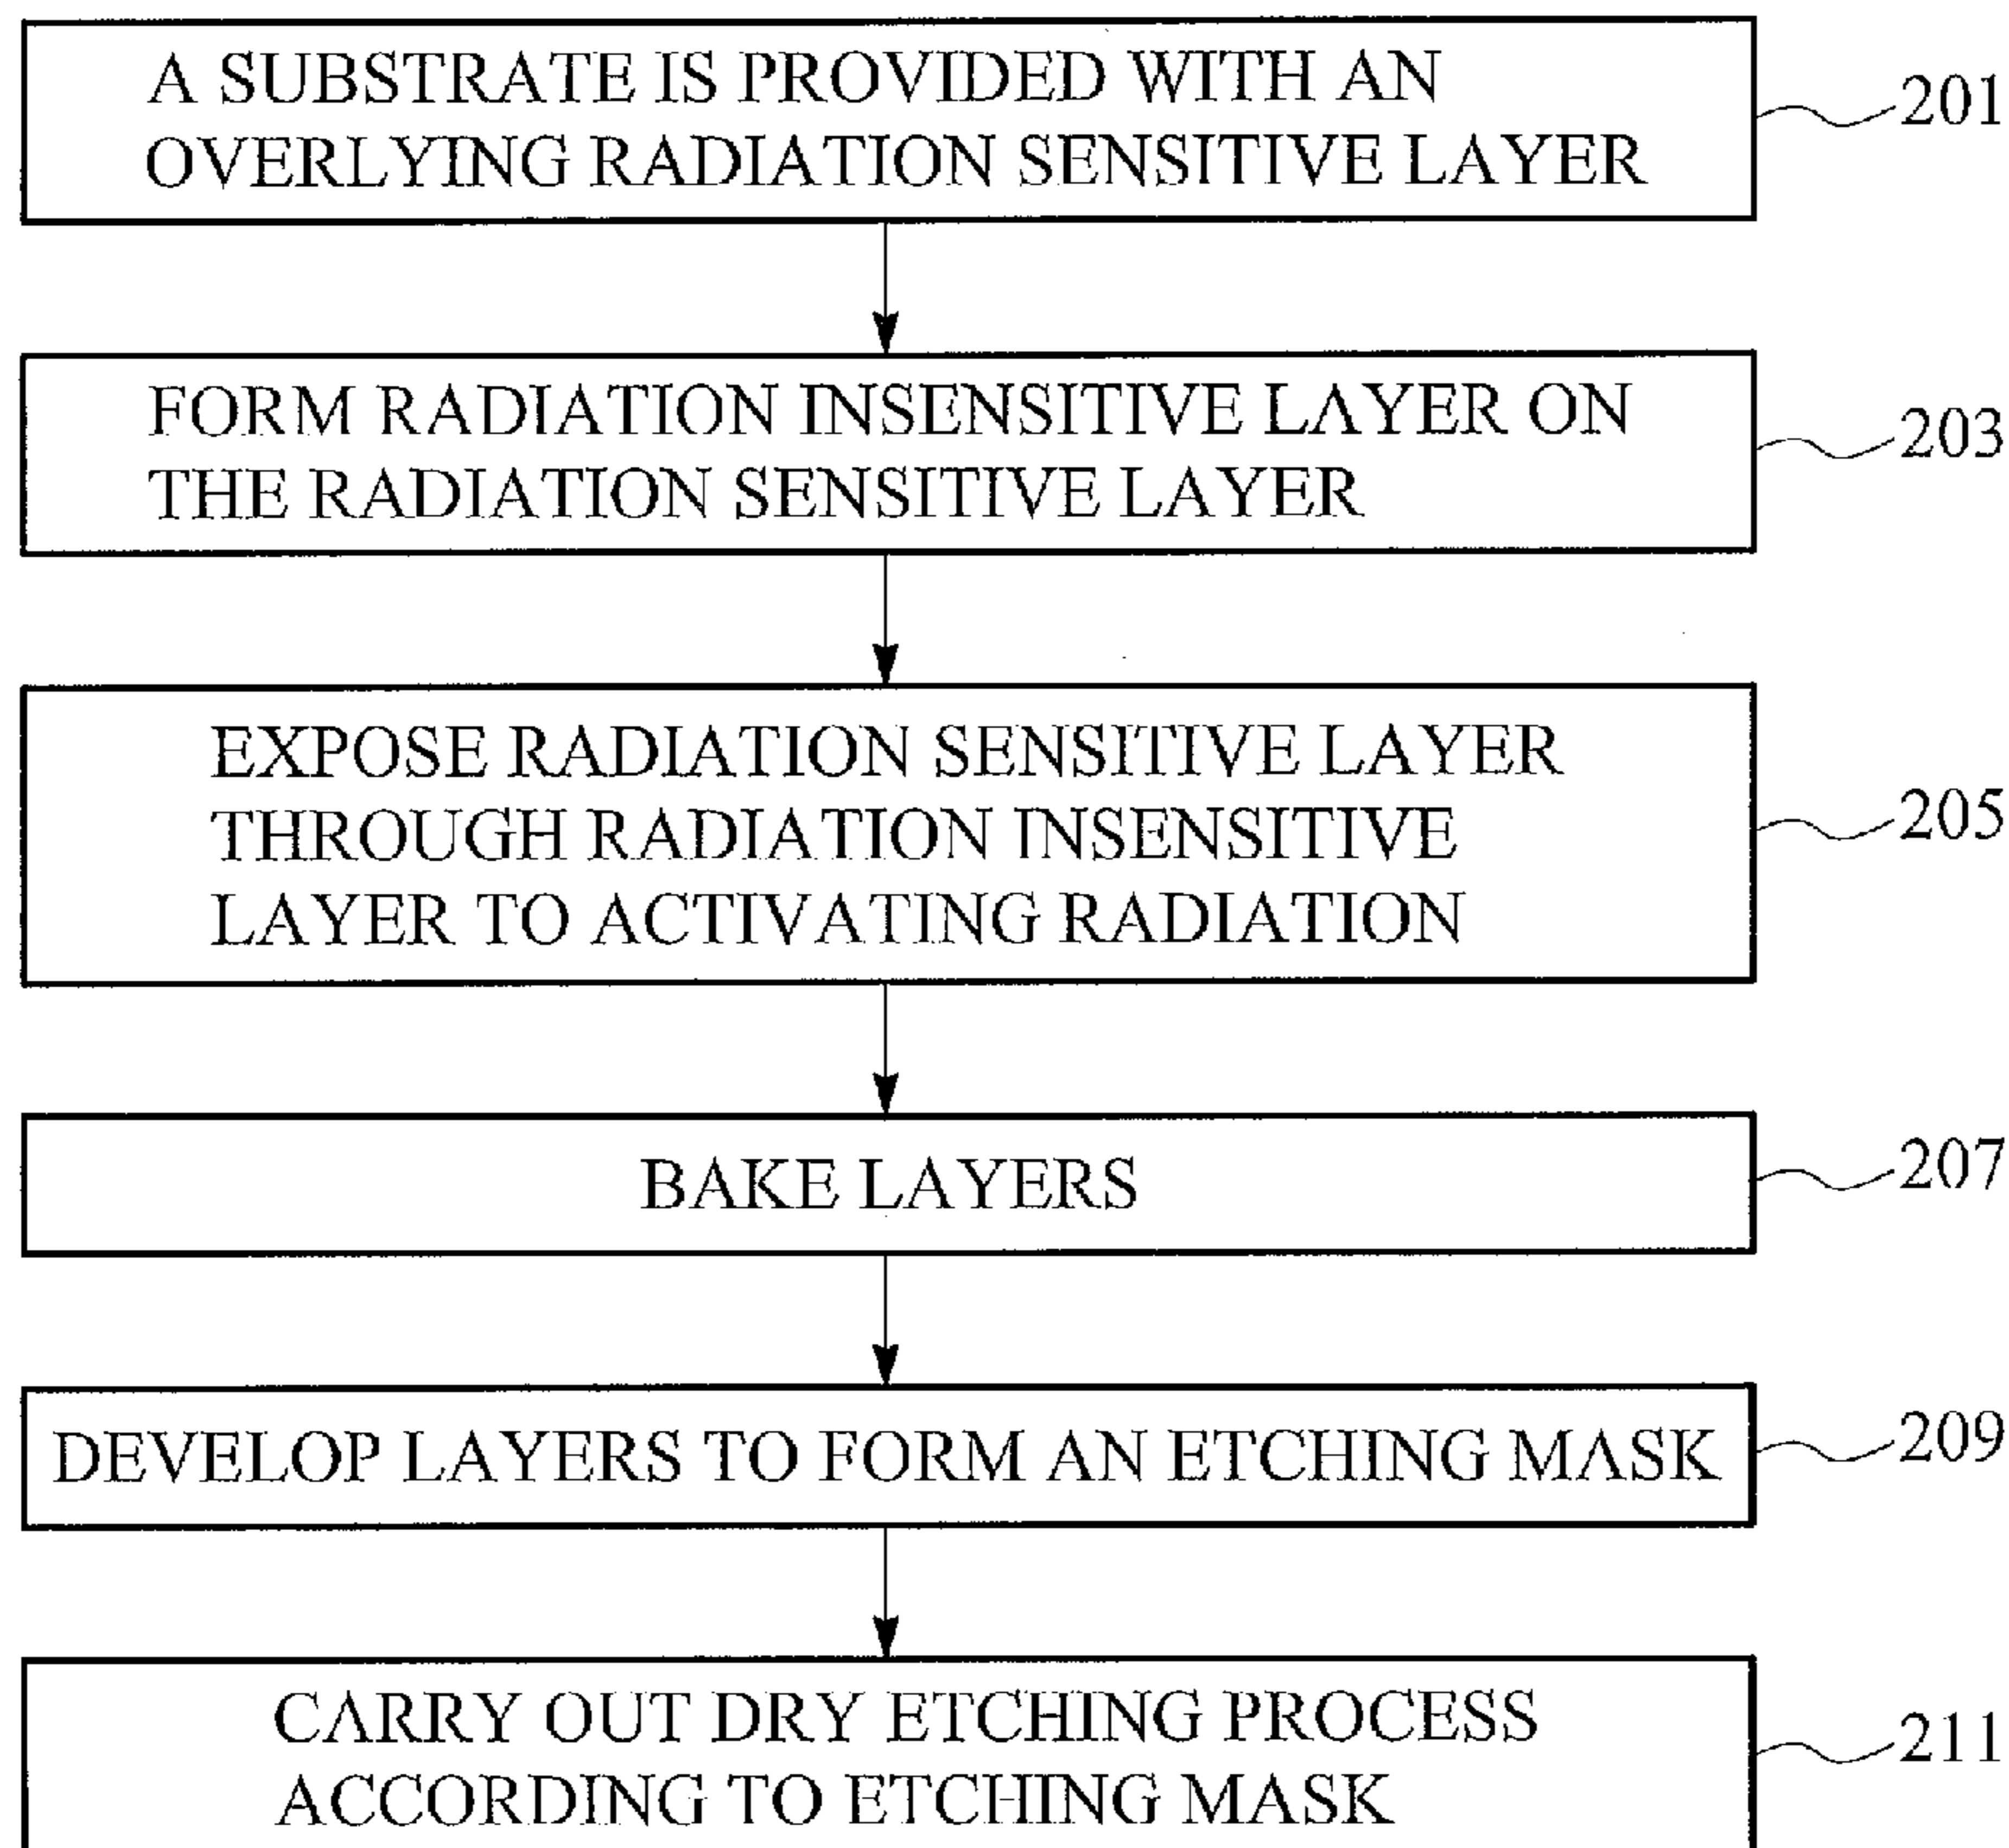 A SUBSTRATE IS PROVIDED WITH AN
OVERLYING RADIATION SENSITIVE LAYER
201
FORM RADIATION INSENSITIVE LAYER ON
THE RADIATION SENSITIVE LAYER
203
EXPOSE RADIATION SENSITIVE LAYER
THROUGH RADIATION INSENSITIVE
LAYER TO ACTIVATING RADIATION
205
BAKE LAYERS
207
DEVELOP LAYERS TO FORM AN ETCHING MASK
209
CARRY OUT DRY ETCHING PROCESS
ACCORDING TO ETCHING MASK
211